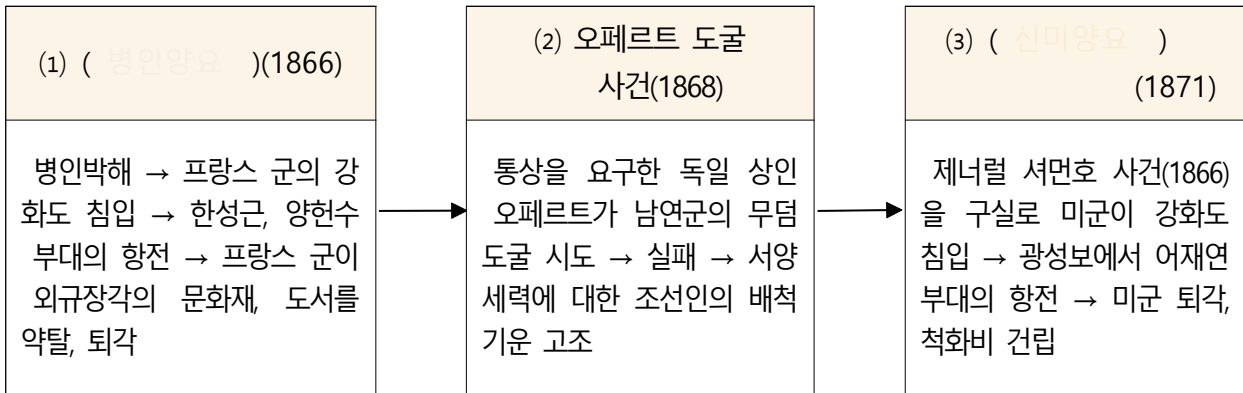 (1) ( 병인양요 )(1866)
병인박해 → 프랑스 군의 강
화도 침입 → 한성근, 양헌수
부대의 항전 → 프랑스 군이
외규장각의 문화재, 도서를
약탈, 퇴각
(2) 오페르트 도굴
사건(1868)
통상을 요구한 독일 상인
오페르트가 남연군의 무덤
도굴 시도 → 실패 → 서양
세력에 대한 조선인의 배척
기운 고조
(3) ( 신미양요 )
(1871)
제너럴 셔먼호 사건(1866)
을 구실로 미군이 강화도
침입 → 광성보에서 어재연
부대의 항전 → 미군 퇴각,
척화비 건립